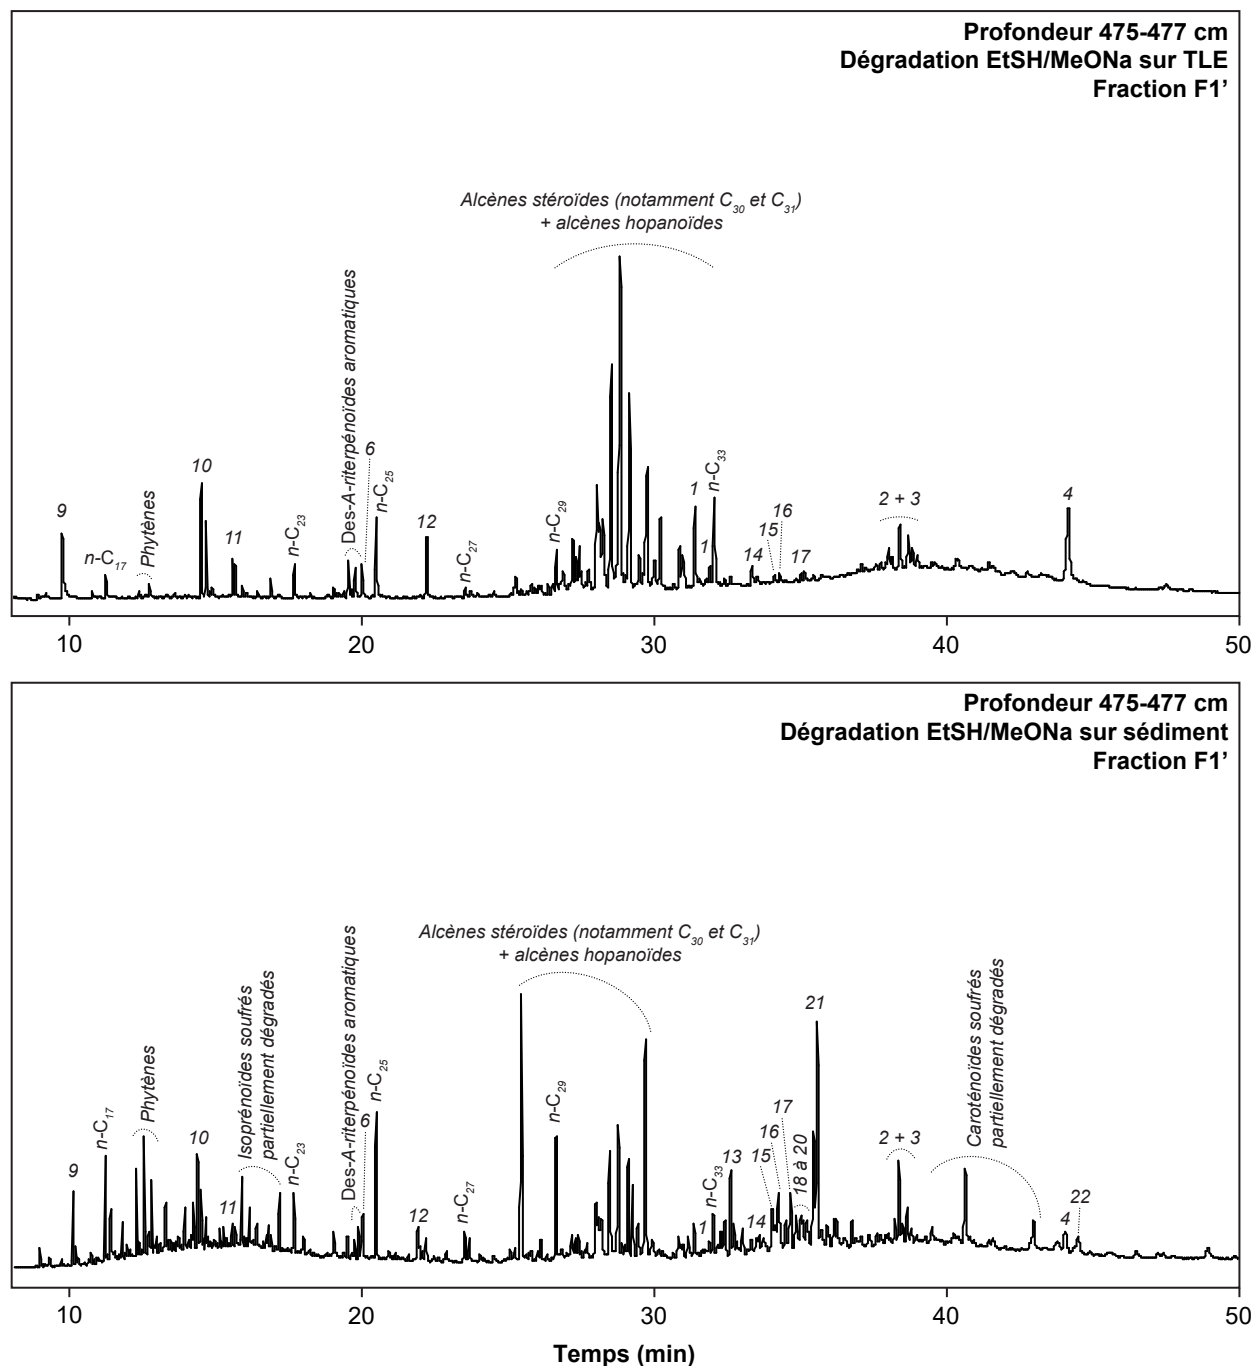 Profondeur 475-477 cm
Dégradation EtSH/MeONa sur TLE
Fraction F1’
Alcènes stéroïdes (notamment C30 et C31)
+ alcènes hopanoïdes
9
n-C17
Phytènes
10
11
n-C23
Des-A-riterpénoïdes aromatiques
6
n-C25
12
n-C27
n-C29
1
1
n-C33
14
15
16
17
2 + 3
4
10
20
30
40
50
Profondeur 475-477 cm
Dégradation EtSH/MeONa sur sédiment
Fraction F1’
Alcènes stéroïdes (notamment C30 et C31)
+ alcènes hopanoïdes
9
n-C17
Phytènes
10
Isoprénoïdes soufrés
partiellement dégradés
11
n-C23
Des-A-riterpénoïdes aromatiques
6
n-C25
12
n-C27
n-C29
1
n-C33
13
14
15
16
17
18 à 20
21
2 + 3
Caroténoïdes soufrés
partiellement dégradés
4
22
10
20
30
40
50
Temps (min)